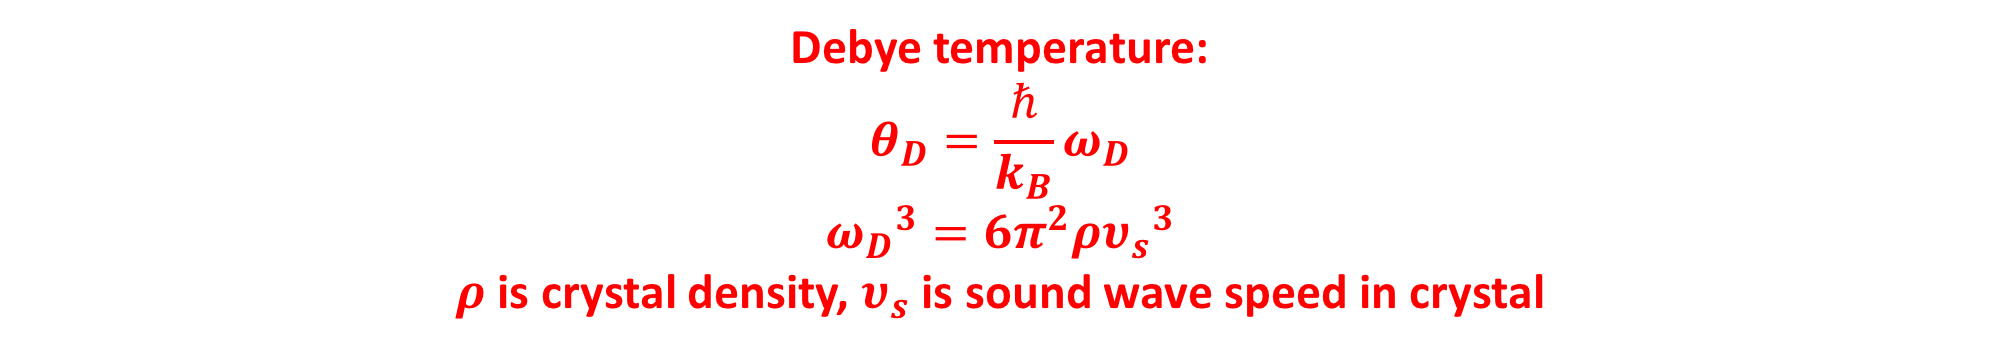 Debye temperature:
θ_D = ℏ/k_B ω_D
ω_D³ = 6π²ρυ_s³
ρ is crystal density, υ_s is sound wave speed in crystal